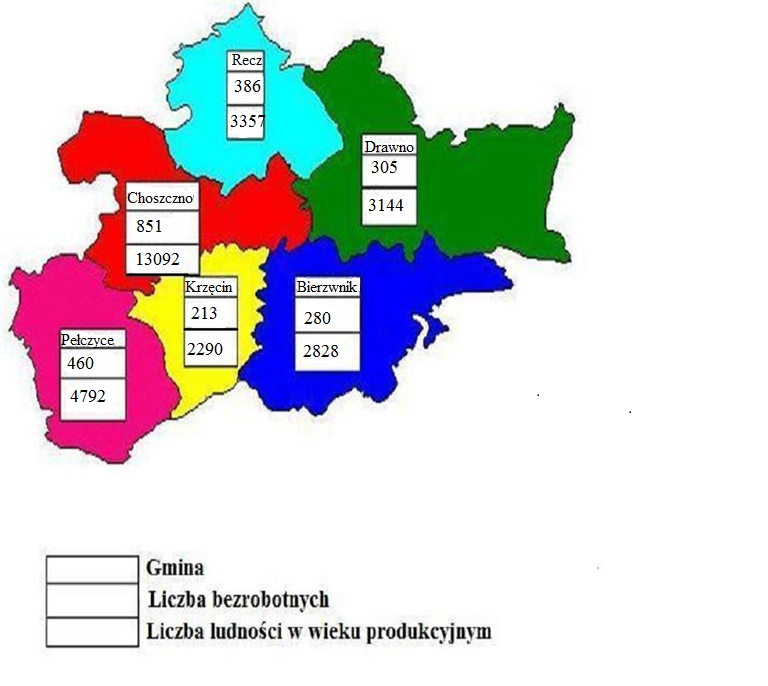 Recz
386
3357
Drawno
305
3144
Choszczno
851
13092
Krzęcin
213
2290
Bierzwnik
280
2828
Pełczyce
460
4792
Gmina
Liczba bezrobotnych
Liczba ludności w wieku produkcyjnym